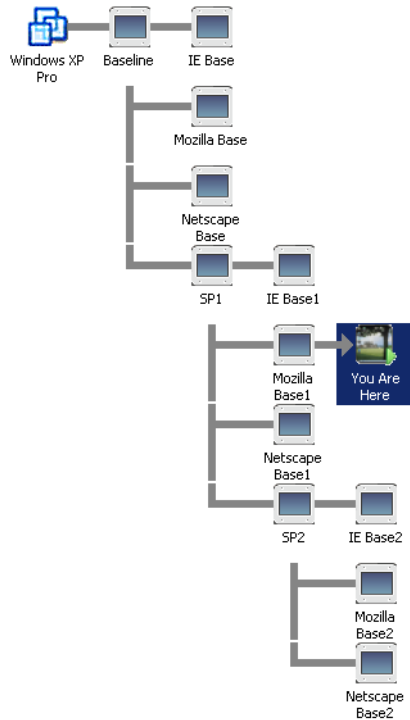 Windows XP
Pro
Baseline
IE Base
Mozilla Base
Netscape
Base
SP1
IE Base1
Mozilla
Base1
You Are
Here
Netscape
Base1
SP2
IE Base2
Mozilla
Base2
Netscape
Base2